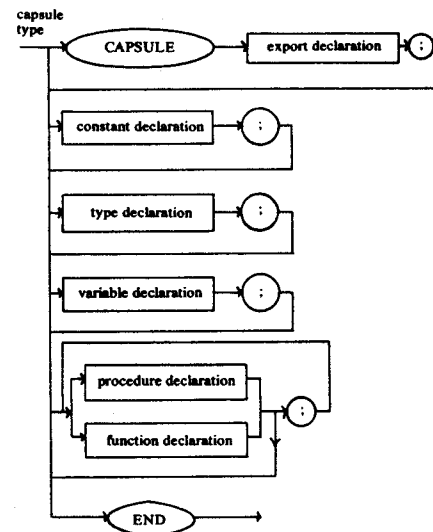 capsule
type
CAPSULE
export declaration
;
constant declaration
;
type declaration
;
variable declaration
;
procedure declaration
;
function declaration
END